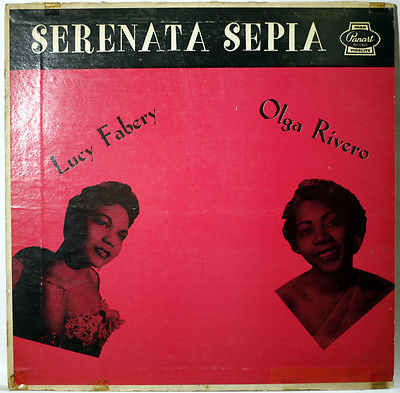 SERENATA SEPIA
Panart
Lucy Fabery
Olga Rivero